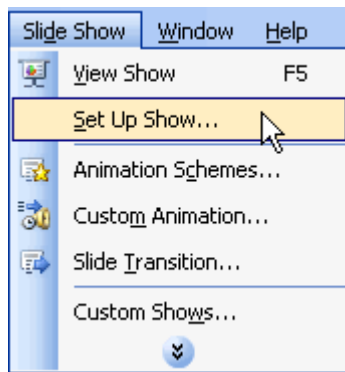 Slide Show Window Help
View Show F5
Set Up Show...
Animation Schemes...
Custom Animation...
Slide Transition...
Custom Shows...